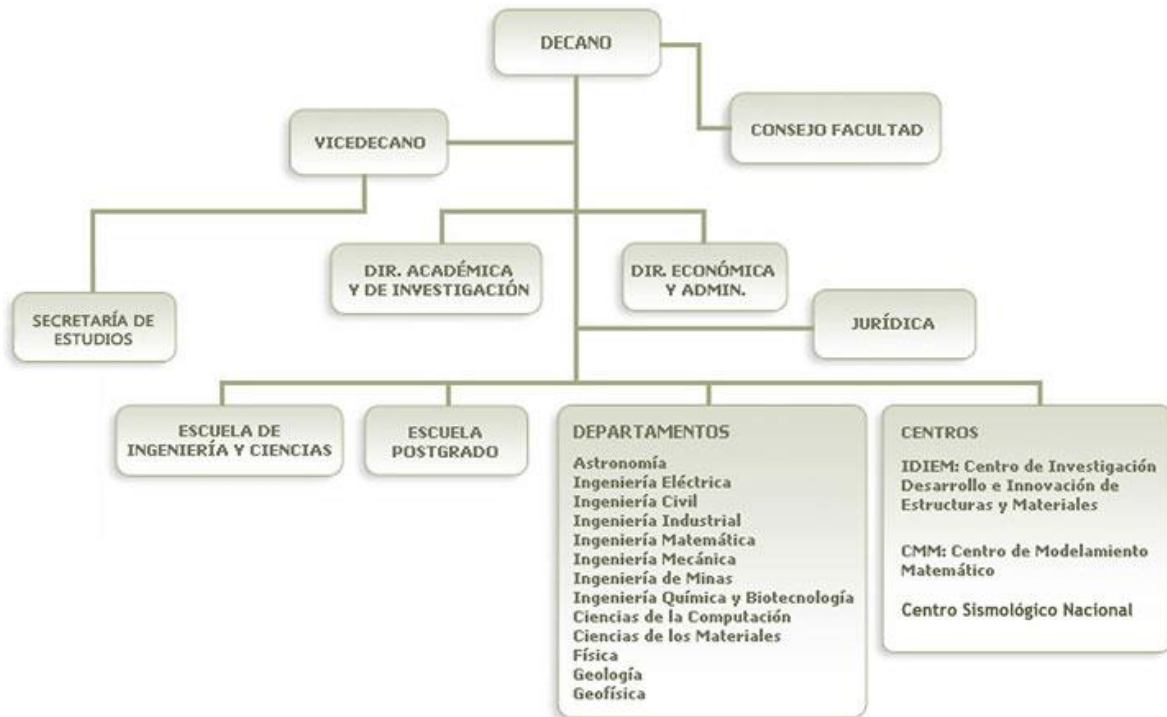 DECANO
CONSEJO FACULTAD
VICEDECANO
DIR. ACADÉMICA
Y DE INVESTIGACIÓN
DIR. ECONÓMICA
Y ADMIN.
SECRETARÍA DE
ESTUDIOS
JURÍDICA
ESCUELA DE
INGENIERÍA Y CIENCIAS
ESCUELA
POSTGRADO
DEPARTAMENTOS
Astronomía
Ingeniería Eléctrica
Ingeniería Civil
Ingeniería Industrial
Ingeniería Matemática
Ingeniería Mecánica
Ingeniería de Minas
Ingeniería Química y Biotecnología
Ciencias de la Computación
Ciencias de los Materiales
Física
Geología
Geofísica
CENTROS
IDIEM: Centro de Investigación
Desarrollo e Innovación de
Estructuras y Materiales
CMM: Centro de Modelamiento
Matemático
Centro Sismológico Nacional